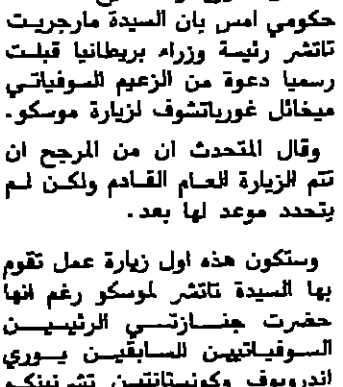 حكومي امس بان السيدة مارجريت
تاتشر رئيسة وزراء بريطانيا قبلت
رسميا دعوة من الزعيم السوفياتي
ميخائل غورباتشوف لزيارة موسكو.
وقال المتحدث ان من المرجح ان
تتم الزيارة العام القادم ولكن لم
يتحدد موعد لها بعد.
وستكون هذه اول زيارة عمل تقوم
بها السيدة تاتشر لموسكو رغم انها
حضرت جنازتي الرئيسين
السوفياتيين السابقين يوري
اندروبوف وكونستانتين تشرنينكو